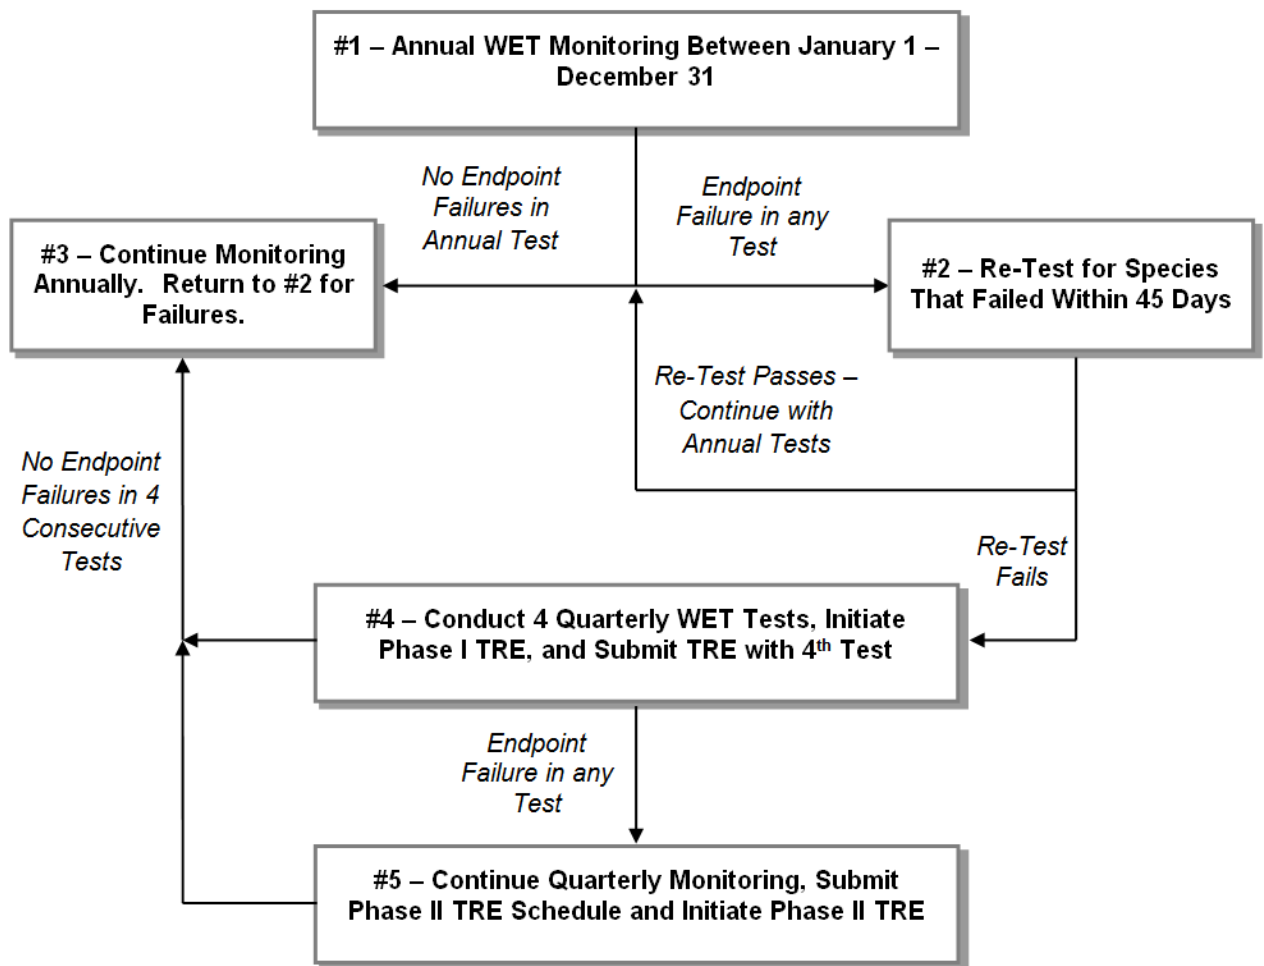 #1 – Annual WET Monitoring Between January 1 –
December 31
No Endpoint
Failures in
Annual Test
Endpoint
Failure in any
Test
#3 – Continue Monitoring
Annually.  Return to #2 for
Failures.
#2 – Re-Test for Species
That Failed Within 45 Days
Re-Test Passes –
Continue with
Annual Tests
No Endpoint
Failures in 4
Consecutive
Tests
Re-Test
Fails
#4 – Conduct 4 Quarterly WET Tests, Initiate
Phase I TRE, and Submit TRE with 4th Test
Endpoint
Failure in any
Test
#5 – Continue Quarterly Monitoring, Submit
Phase II TRE Schedule and Initiate Phase II TRE